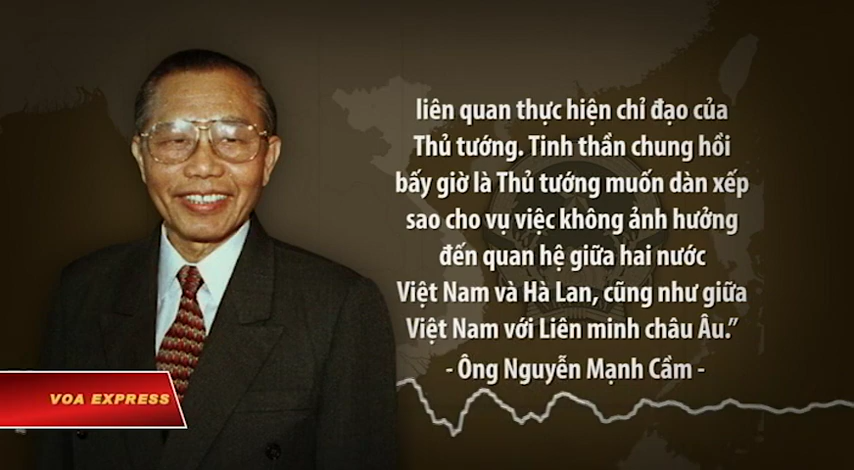 liên quan thực hiện chỉ đạo của
Thủ tướng. Tinh thần chung hồi
bấy giờ là Thủ tướng muốn dàn xếp
sao cho vụ việc không ảnh hưởng
đến quan hệ giữa hai nước
Việt Nam và Hà Lan, cũng như giữa
Việt Nam với Liên minh châu Âu.”
- Ông Nguyễn Mạnh Cầm -
VOA EXPRESS